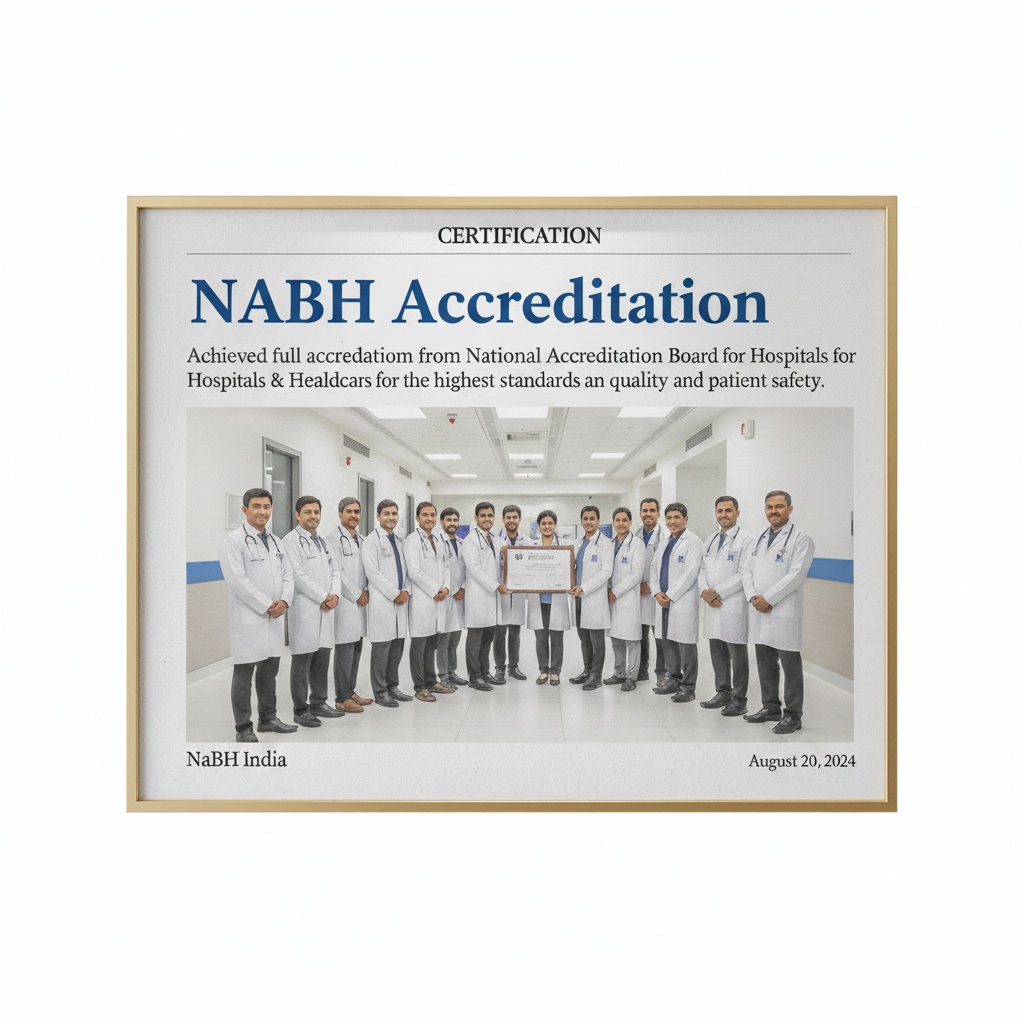 CERTIFICATION
NABH Accreditation
Achieved full accredatiom from National Accreditation Board for Hospitals for
Hospitals & Healdcars for the highest standards an quality and patient safety.
NaBH India
August 20, 2024